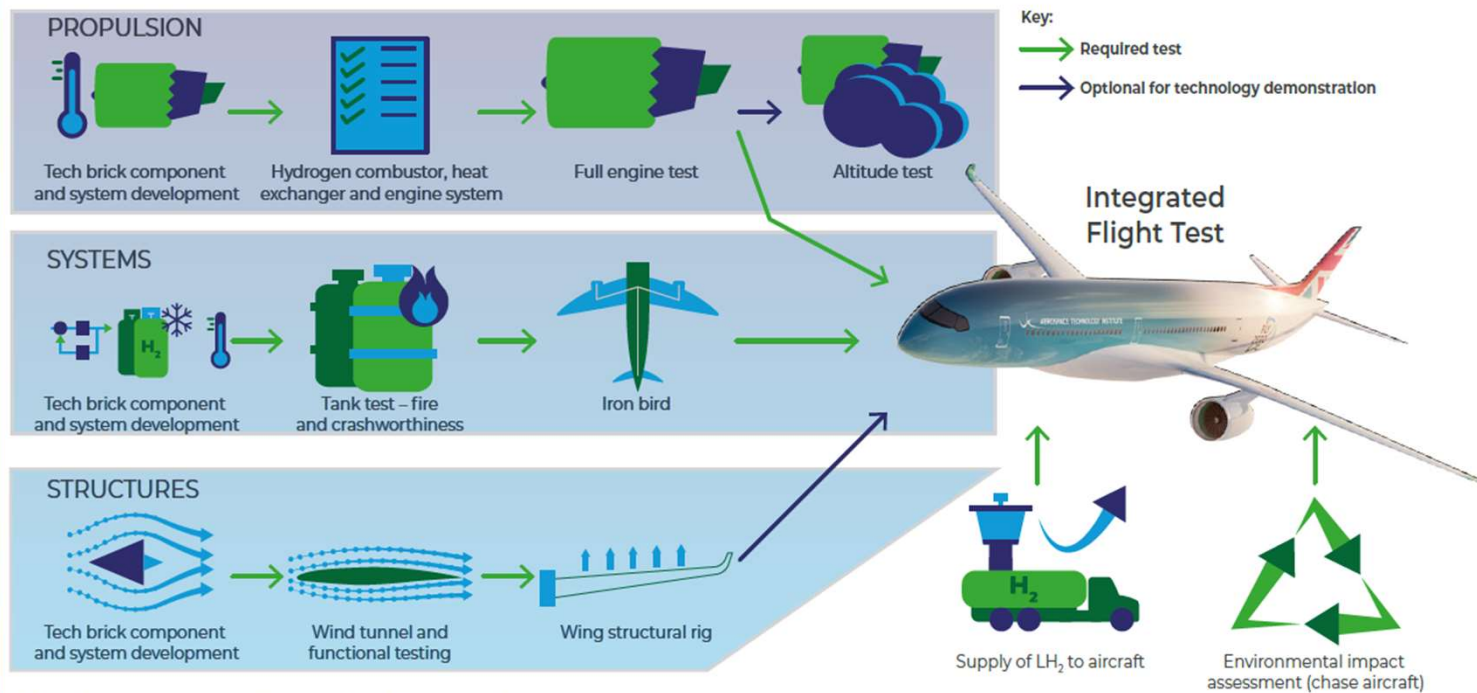 PROPULSION
Tech brick component
and system development
Hydrogen combustor, heat
exchanger and engine system
Full engine test
Altitude test
Key:
Required test
Optional for technology demonstration
Integrated
Flight Test
SYSTEMS
H₂
Tech brick component
and system development
Tank test – fire
and crashworthiness
Iron bird
AEROSPACE TECHNOLOGY INSTITUTE
STRUCTURES
Tech brick component
and system development
Wind tunnel and
functional testing
Wing structural rig
H₂
Supply of LH₂ to aircraft
Environmental impact
assessment (chase aircraft)